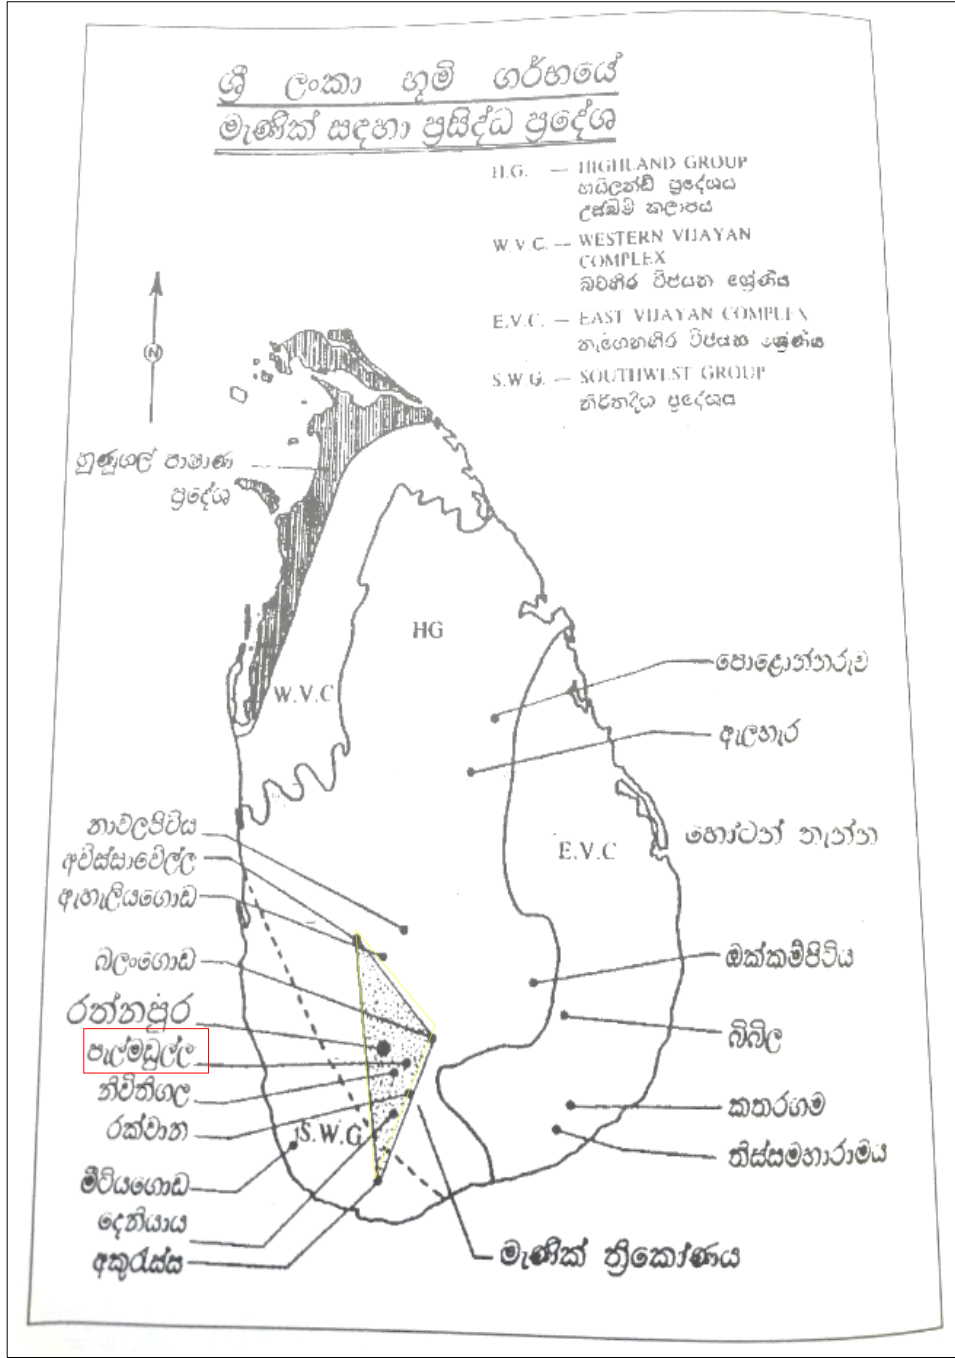 ශ්‍රී ලංකා භූමි ගර්භයේ
මැණික් සඳහා ප්‍රසිද්ධ ප්‍රදේශ
H.G. — HIGHLAND GROUP
හයිලන්ඩ් ප්‍රදේශය
උස්බිම් කලාපය
W.V.C. — WESTERN VIJAYAN
COMPLEX
බටහිර විජයන ශ්‍රේණිය
E.V.C. — EAST VIJAYAN COMPLEX
නැගෙනහිර විජයන ශ්‍රේණිය
S.W.G. — SOUTHWEST GROUP
නිරිතදිග ප්‍රදේශය
N
හුණුගල් පාෂාණ
ප්‍රදේශ
HG
W.V.C
E.V.C
S.W.G
පොළොන්නරුව
ඇලහැර
හෝටන් තැන්න
ඔක්කම්පිටිය
බිබිල
කතරගම
තිස්සමහාරාමය
නාවලපිටිය
අවිස්සාවේල්ල
ඇහැලියගොඩ
බලංගොඩ
රත්නපුර
පැල්මඩුල්ල
නිවිතිගල
රක්වාන
මීටියගොඩ
දෙනියාය
අකුරැස්ස
මැණික් ත්‍රිකෝණය